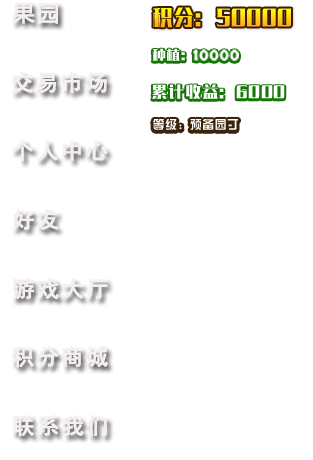 果园
积分：50000
种植：10000
交易市场
累计收益：6000
等级：预备园丁
个人中心
好友
游戏大厅
积分商城
联系我们